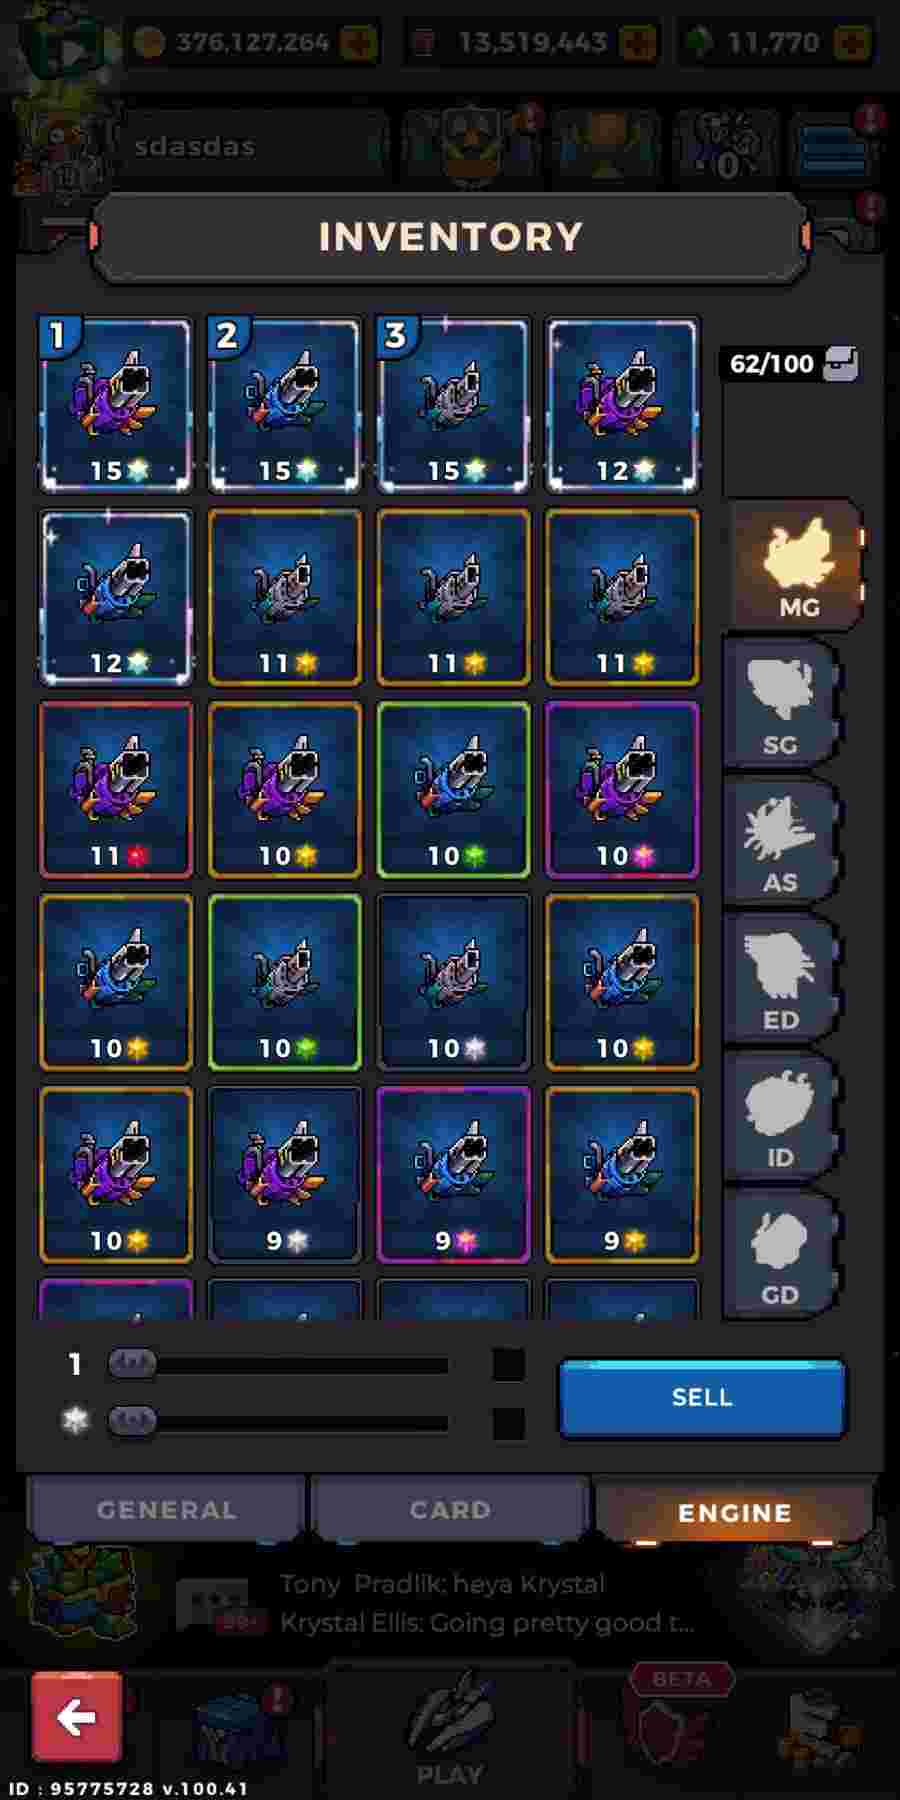 376,127,264 13,519,443 11,770
sdasdas
0
INVENTORY
1 2 3
62/100
15 15 15 12
MG
12 11 11 11
SG
11 10 10 10
AS
10 10 10 10
ED
10 9 9 9
ID
GD
1
SELL
GENERAL CARD ENGINE
Tony Pradlik: heya Krystal
Krystal Ellis: Going pretty good t...
99+
BETA
PLAY
ID : 95775728 v.100.41